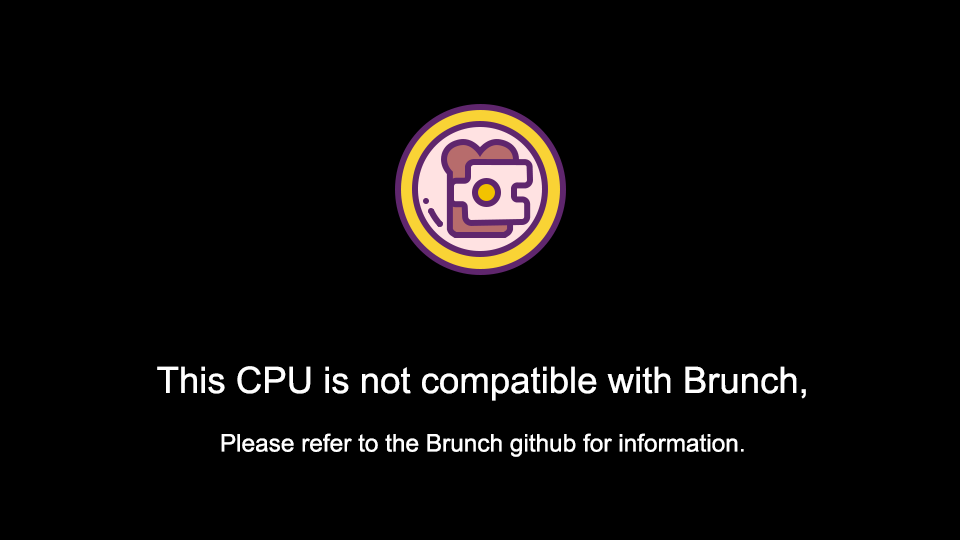 This CPU is not compatible with Brunch,
Please refer to the Brunch github for information.